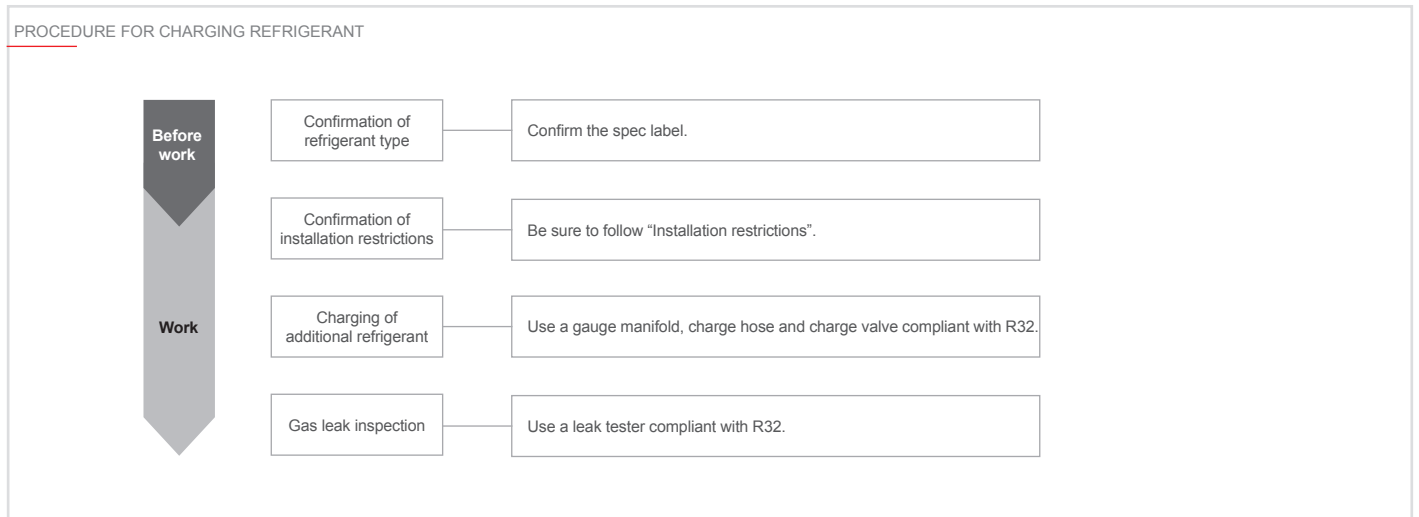 PROCEDURE FOR CHARGING REFRIGERANT
Before
work
Confirmation of
refrigerant type
Confirm the spec label.
Confirmation of
installation restrictions
Be sure to follow “Installation restrictions”.
Work
Charging of
additional refrigerant
Use a gauge manifold, charge hose and charge valve compliant with R32.
Gas leak inspection
Use a leak tester compliant with R32.